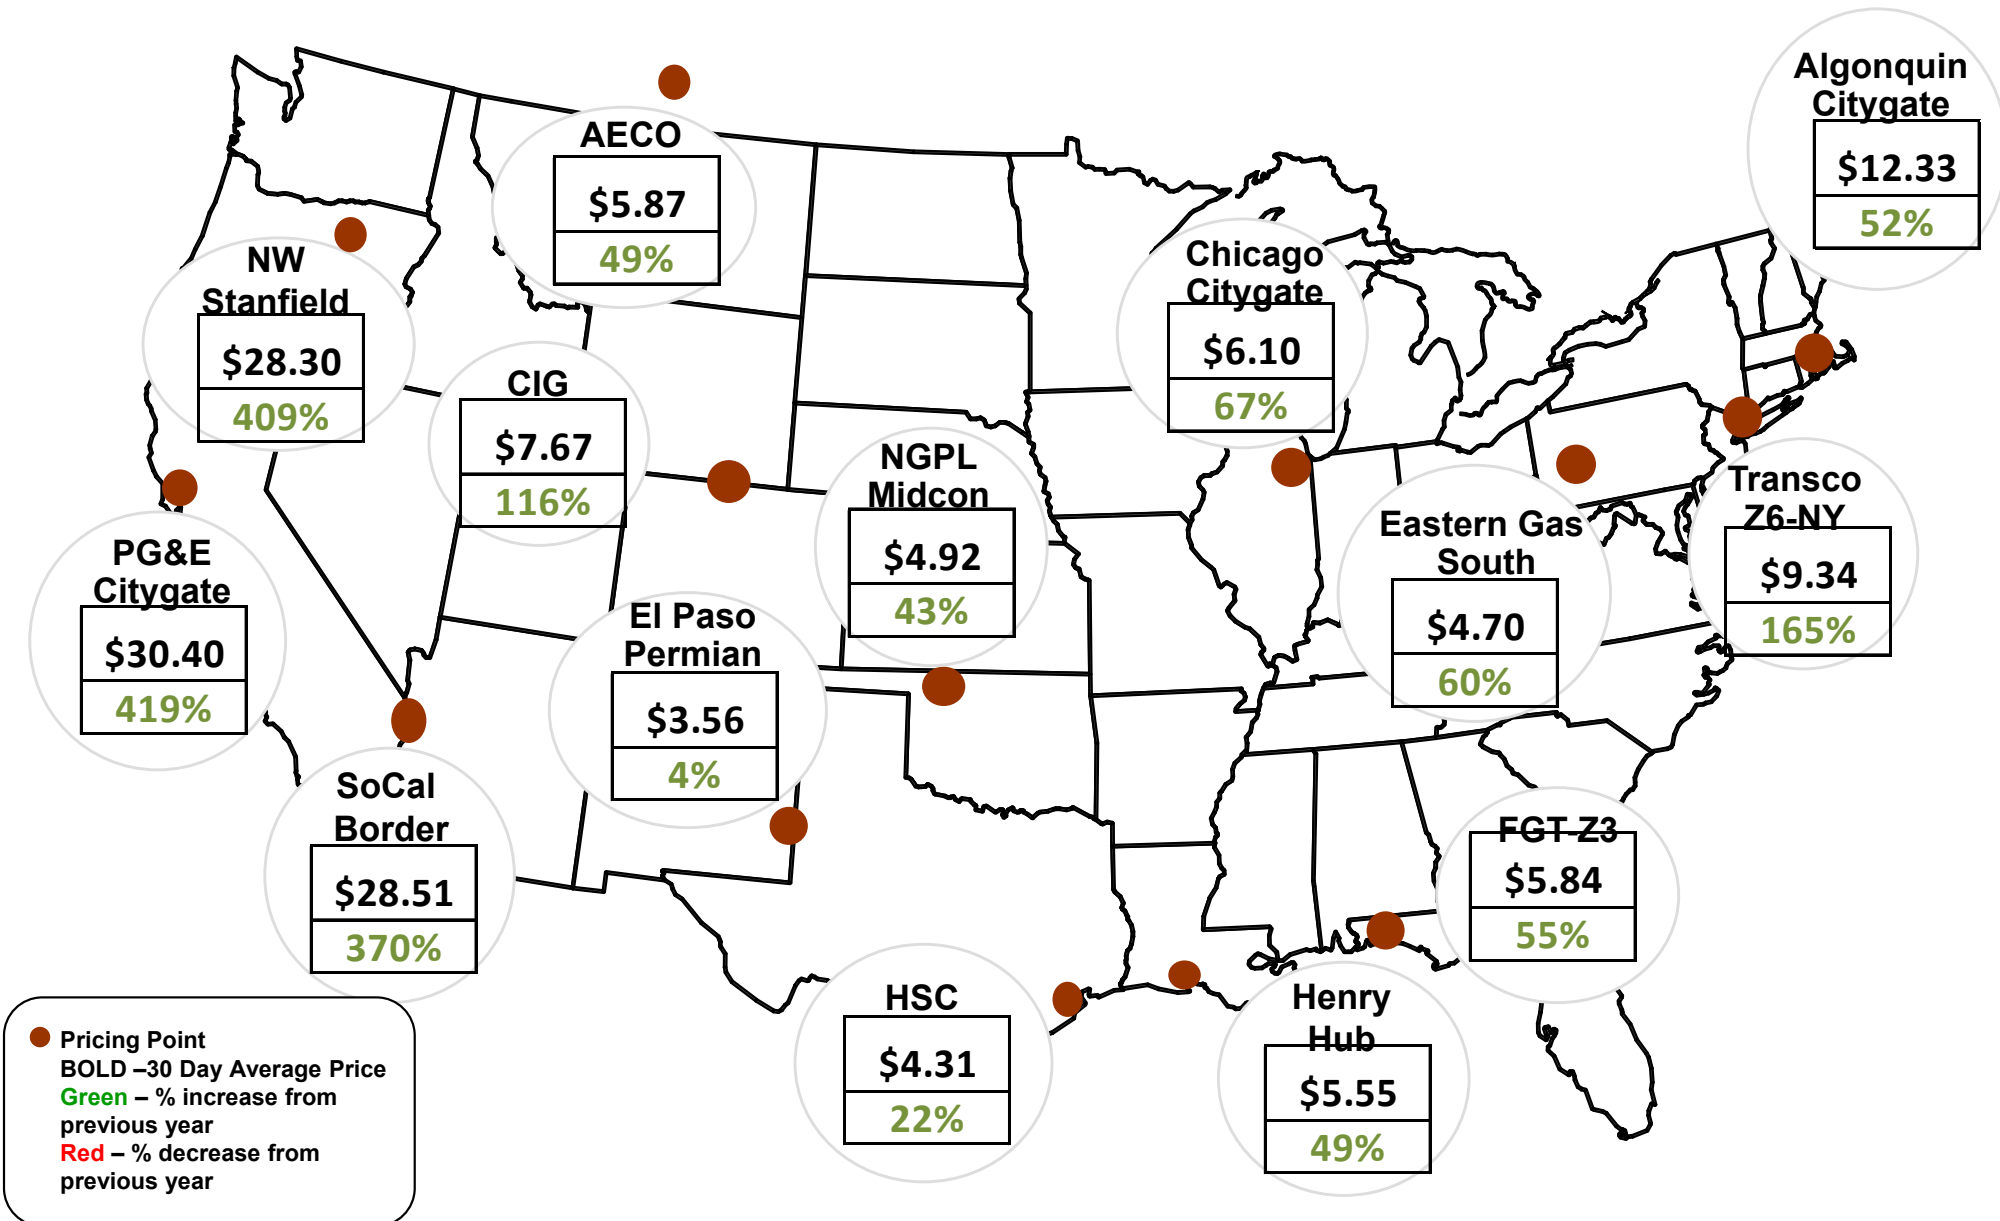 Algonquin
Citygate
$12.33
52%
AECO
$5.87
49%
NW
Stanfield
$28.30
409%
Chicago
Citygate
$6.10
67%
CIG
$7.67
116%
NGPL
Midcon
$4.92
43%
Transco
Z6-NY
$9.34
165%
Eastern Gas
South
$4.70
60%
PG&E
Citygate
$30.40
419%
El Paso
Permian
$3.56
4%
SoCal
Border
$28.51
370%
FGT-Z3
$5.84
55%
HSC
$4.31
22%
Henry
Hub
$5.55
49%
Pricing Point
BOLD –30 Day Average Price
Green – % increase from
previous year
Red – % decrease from
previous year